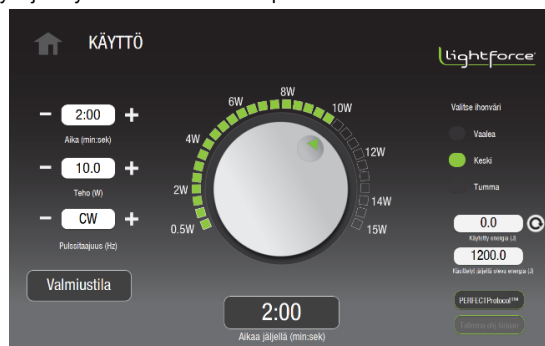 KÄYTTÖ
lightforce
2:00
Aika (min:sek)
10.0
Teho (W)
CW
Pulssitaajuus (Hz)
Valmiustila
0.5W
2W
4W
6W
8W
10W
12W
14W
15W
2:00
Aikaa jäljellä (min:sek)
Valitse ihonväri
Vaalea
Keski
Tumma
0.0
Käytetty energia (J)
1200.0
jäljellä oleva energia (J)
PERFECTProtocol™